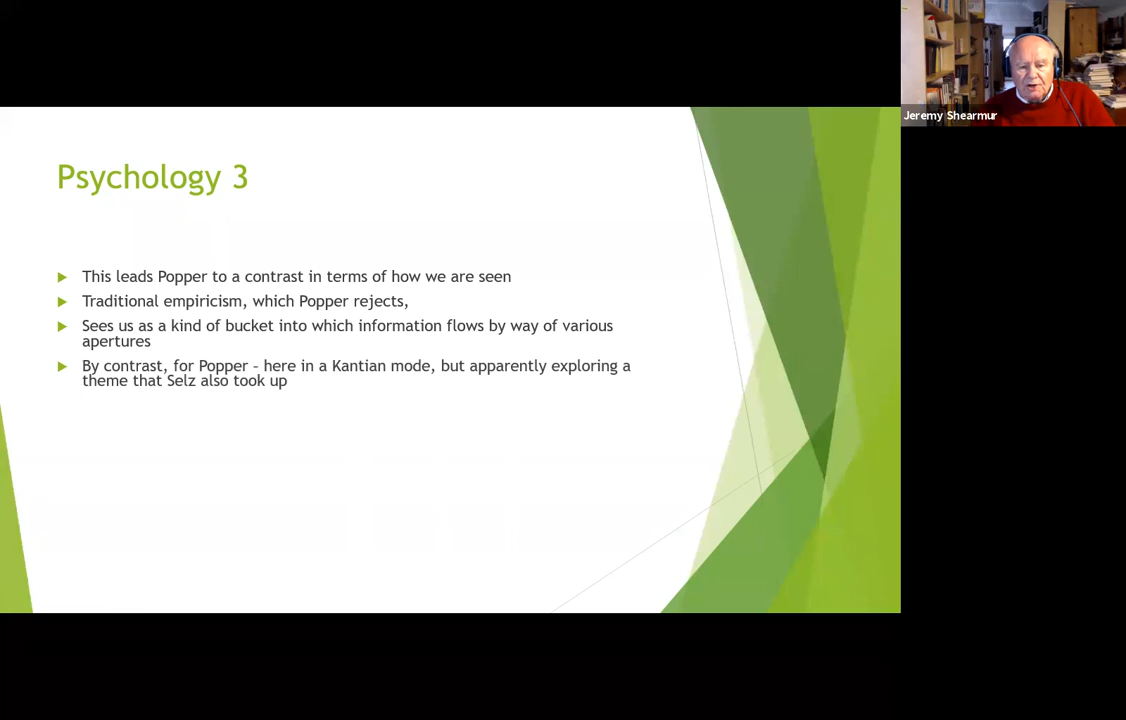 Jeremy Shearmur
Psychology 3
This leads Popper to a contrast in terms of how we are seen
Traditional empiricism, which Popper rejects,
Sees us as a kind of bucket into which information flows by way of various
apertures
By contrast, for Popper – here in a Kantian mode, but apparently exploring a
theme that Selz also took up